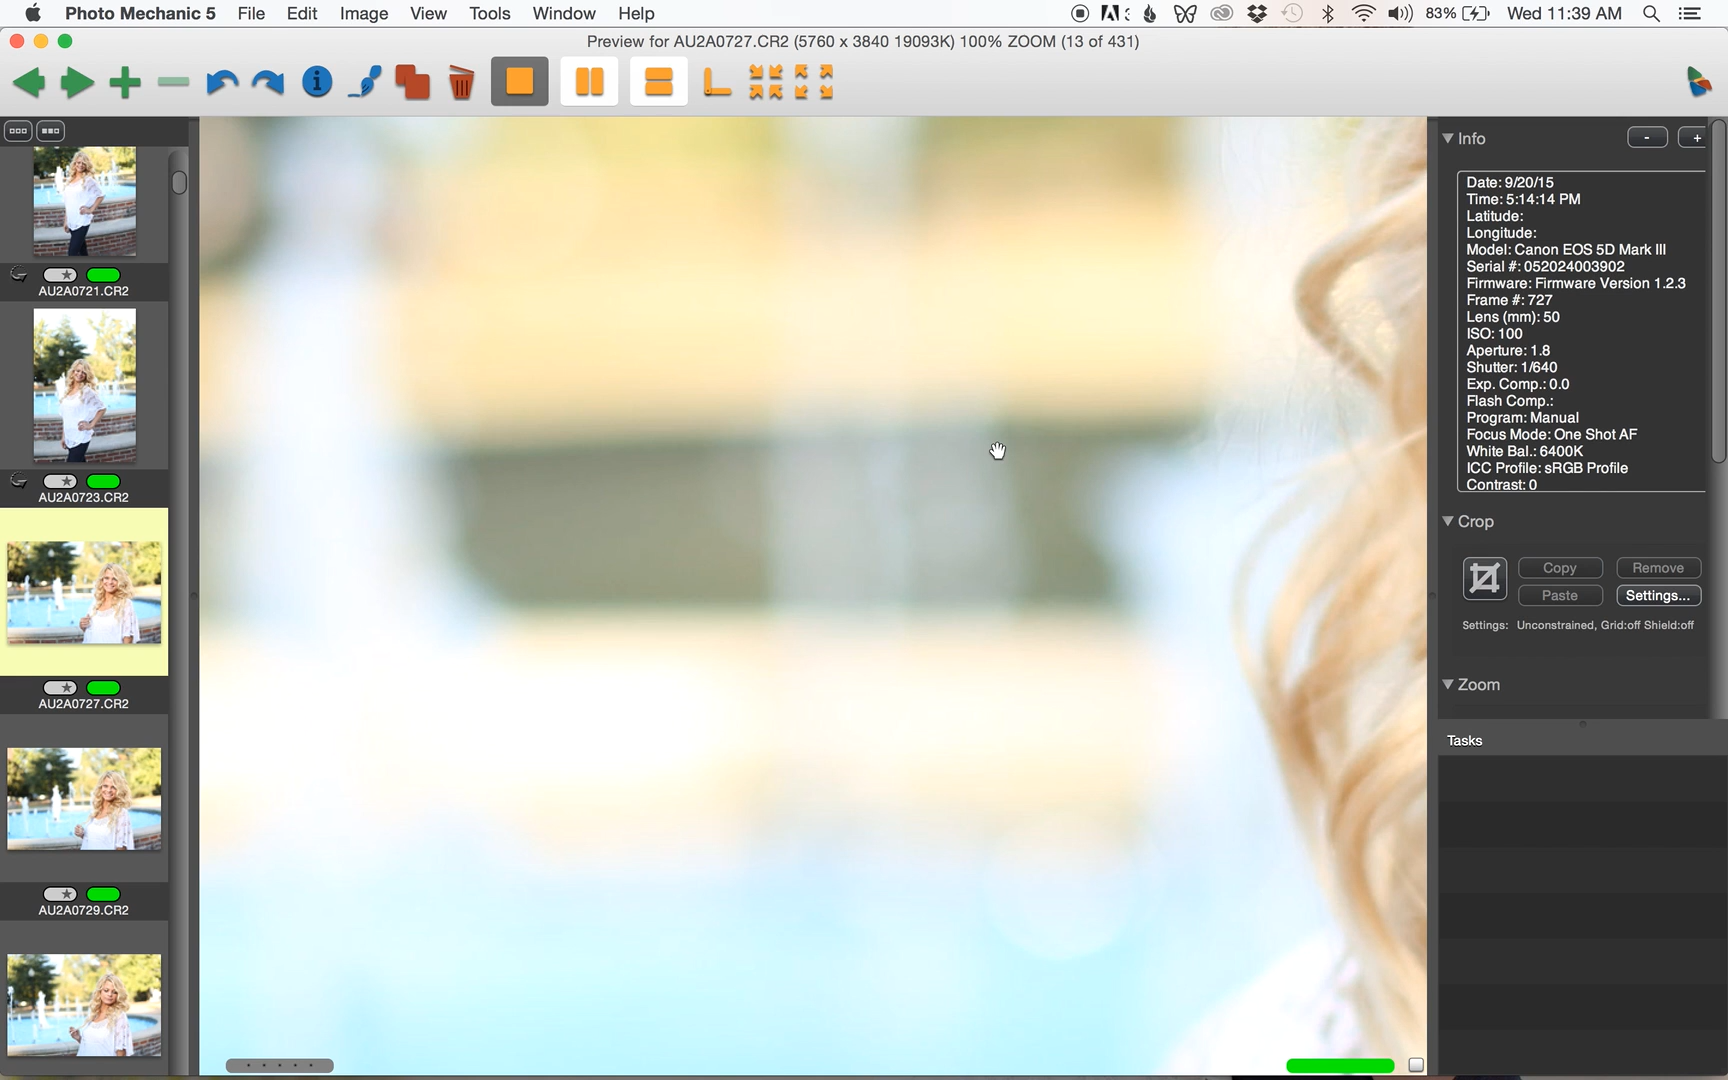 Photo Mechanic 5 File Edit Image View Tools Window Help 83% Wed 11:39 AM
Preview for AU2A0727.CR2 (5760 x 3840 19093K) 100% ZOOM (13 of 431)
Info - +
Date: 9/20/15
Time: 5:14:14 PM
Latitude:
Longitude:
Model: Canon EOS 5D Mark III
Serial #: 052024003902
Firmware: Firmware Version 1.2.3
Frame #: 727
Lens (mm): 50
ISO: 100
Aperture: 1.8
Shutter: 1/640
Exp. Comp.: 0.0
Flash Comp.:
Program: Manual
Focus Mode: One Shot AF
White Bal.: 6400K
ICC Profile: sRGB Profile
Contrast: 0
Crop
Copy Remove
Paste Settings...
Settings: Unconstrained, Grid:off Shield:off
Zoom
Tasks
AU2A0721.CR2
AU2A0723.CR2
AU2A0727.CR2
AU2A0729.CR2